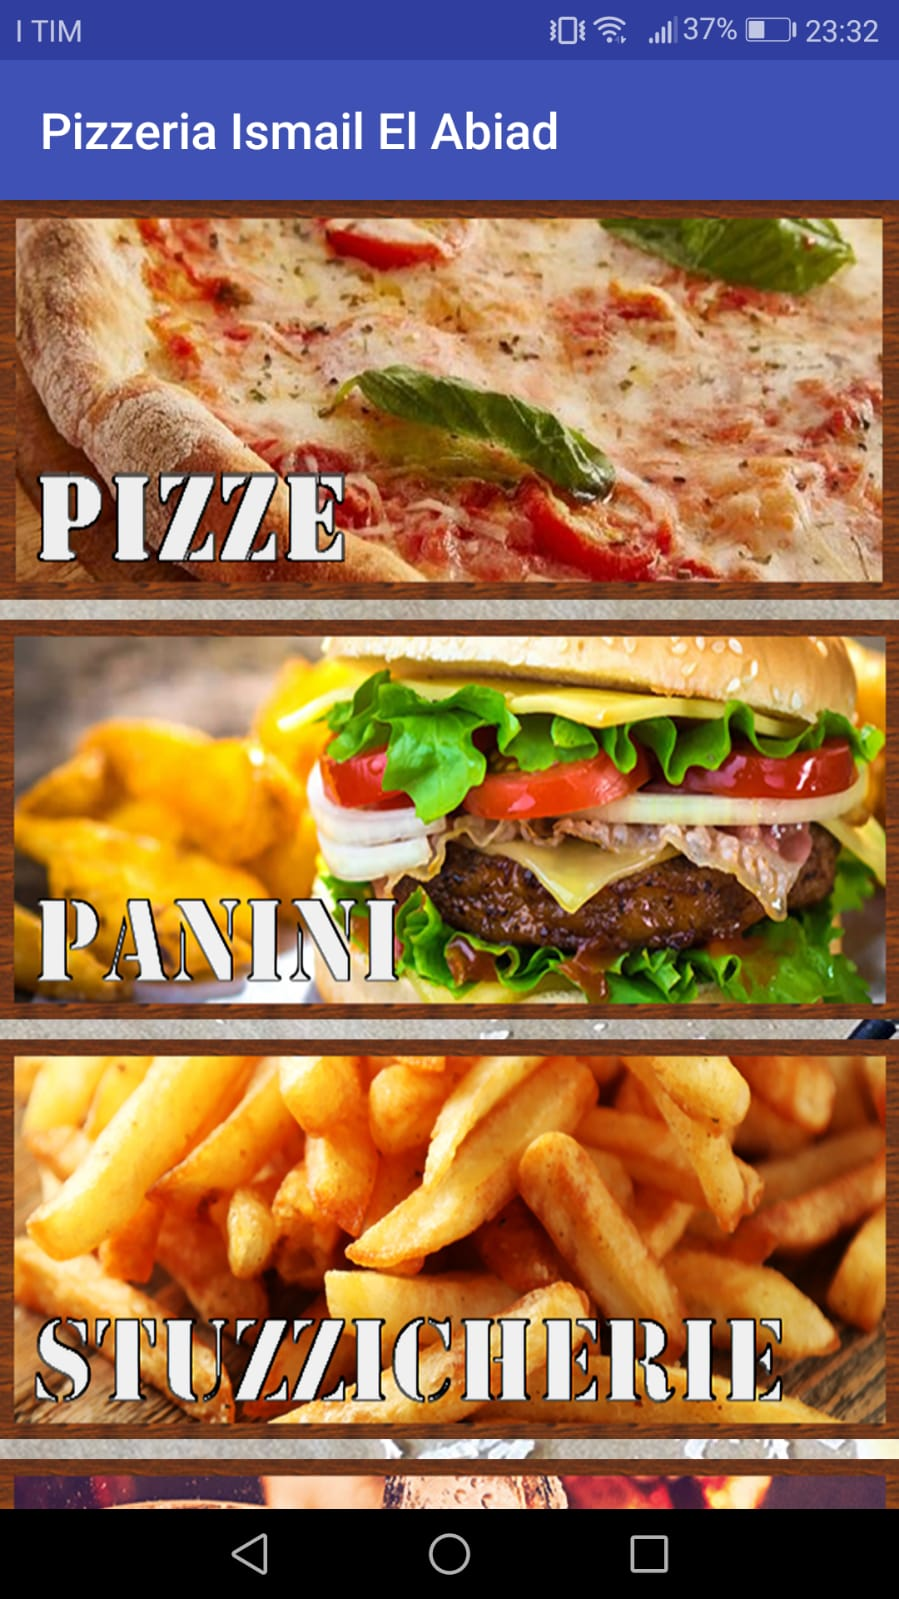 I TIM 37% 23:32
Pizzeria Ismail El Abiad
PIZZE
PANINI
STUZZICHERIE